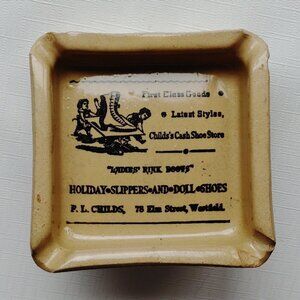 First Class Goods
Latest Styles,
Childs's Cash Shoe Store
"LADIES' RINK BOOTS"
HOLIDAY SLIPPERS AND DOLL SHOES
F. L. CHILDS, 78 Elm Street, Westfield.